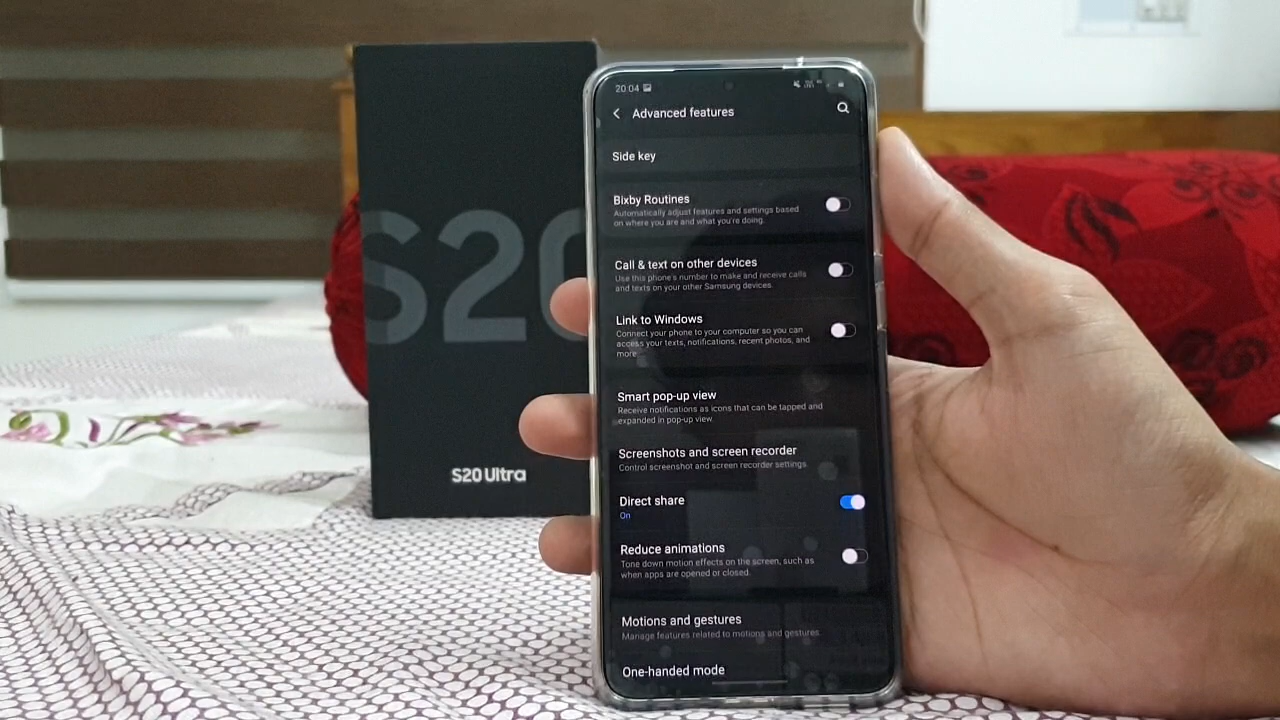 S20
S20 Ultra
20:04
Advanced features
Side key
Bixby Routines
Automatically adjust features and settings based
on where you are and what you're doing.
Call & text on other devices
Use this phone's number to make and receive calls
and texts on your other Samsung devices.
Link to Windows
Connect your phone to your computer so you can
access your texts, notifications, recent photos, and
more.
Smart pop-up view
Receive notifications as icons that can be tapped and
expanded in pop-up view.
Screenshots and screen recorder
Control screenshot and screen recorder settings.
Direct share
On
Reduce animations
Tone down motion effects on the screen, such as
when apps are opened or closed.
Motions and gestures
Manage features related to motions and gestures.
One-handed mode